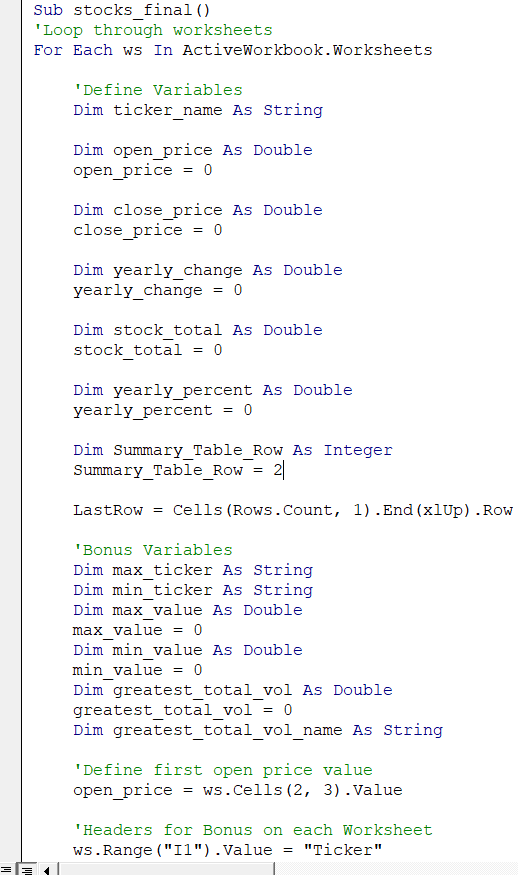 Sub stocks_final()
'Loop through worksheets
For Each ws In ActiveWorkbook.Worksheets
'Define Variables
Dim ticker_name As String
Dim open_price As Double
open_price = 0
Dim close_price As Double
close_price = 0
Dim yearly_change As Double
yearly_change = 0
Dim stock_total As Double
stock_total = 0
Dim yearly_percent As Double
yearly_percent = 0
Dim Summary_Table_Row As Integer
Summary_Table_Row = 2
LastRow = Cells(Rows.Count, 1).End(xlUp).Row
'Bonus Variables
Dim max_ticker As String
Dim min_ticker As String
Dim max_value As Double
max_value = 0
Dim min_value As Double
min_value = 0
Dim greatest_total_vol As Double
greatest_total_vol = 0
Dim greatest_total_vol_name As String
'Define first open price value
open_price = ws.Cells(2, 3).Value
'Headers for Bonus on each Worksheet
ws.Range("I1").Value = "Ticker"